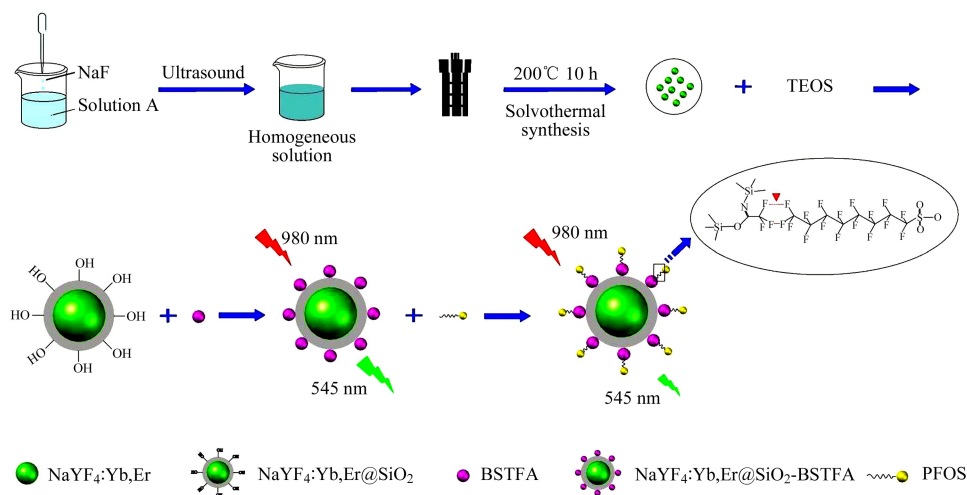 NaF
Solution A
Ultrasound
Homogeneous
solution
200℃ 10 h
Solvothermal
synthesis
+
TEOS
Si
N
F F
Si O F F F F F F F F F F F F F F F F F
O
S O
O
HO
OH
OH
HO
OH
HO
OH
OH
+
980 nm
545 nm
+
980 nm
545 nm
NaYF₄:Yb,Er
NaYF₄:Yb,Er@SiO₂
BSTFA
NaYF₄:Yb,Er@SiO₂-BSTFA
PFOS